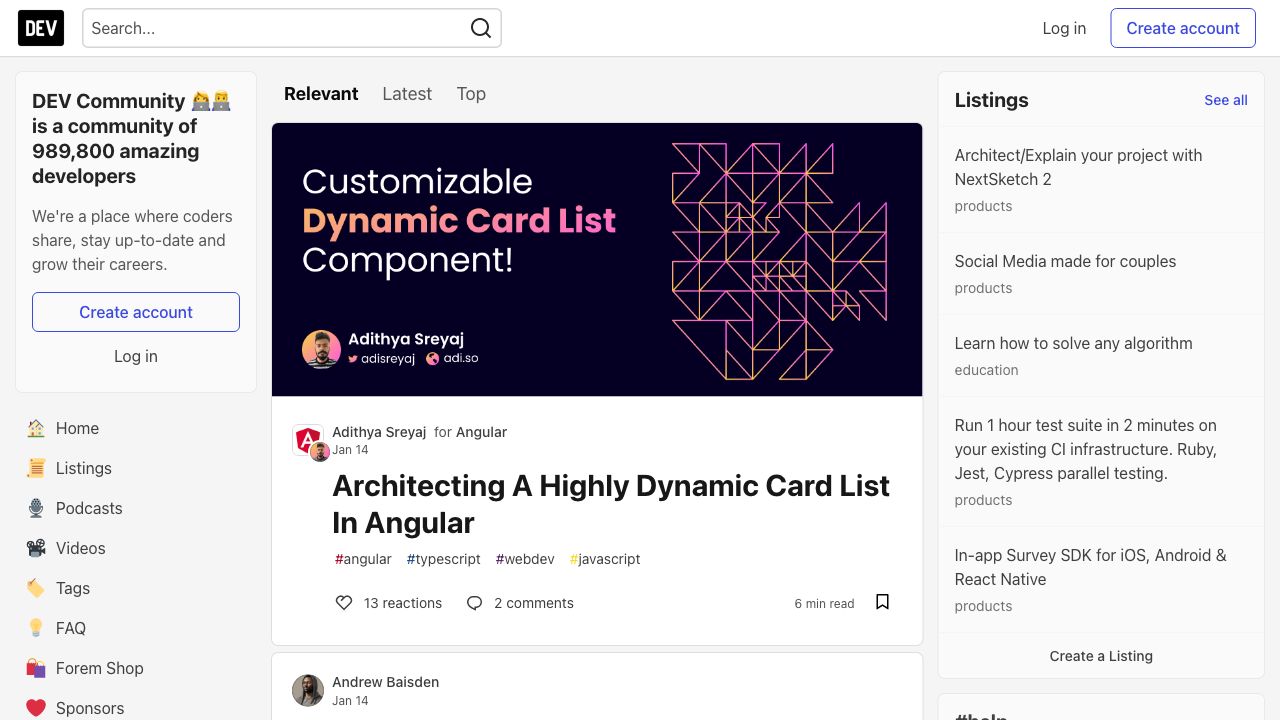 DEV
Search...
Log in
Create account
DEV Community
is a community of
989,800 amazing
developers
We're a place where coders
share, stay up-to-date and
grow their careers.
Create account
Log in
Home
Listings
Podcasts
Videos
Tags
FAQ
Forem Shop
Sponsors
Relevant
Latest
Top
Customizable
Dynamic Card List
Component!
Adithya Sreyaj
adisreyaj
adi.so
Adithya Sreyaj for Angular
Jan 14
Architecting A Highly Dynamic Card List
In Angular
#angular #typescript #webdev #javascript
13 reactions
2 comments
6 min read
Andrew Baisden
Jan 14
Listings
See all
Architect/Explain your project with
NextSketch 2
products
Social Media made for couples
products
Learn how to solve any algorithm
education
Run 1 hour test suite in 2 minutes on
your existing CI infrastructure. Ruby,
Jest, Cypress parallel testing.
products
In-app Survey SDK for iOS, Android &
React Native
products
Create a Listing
#help